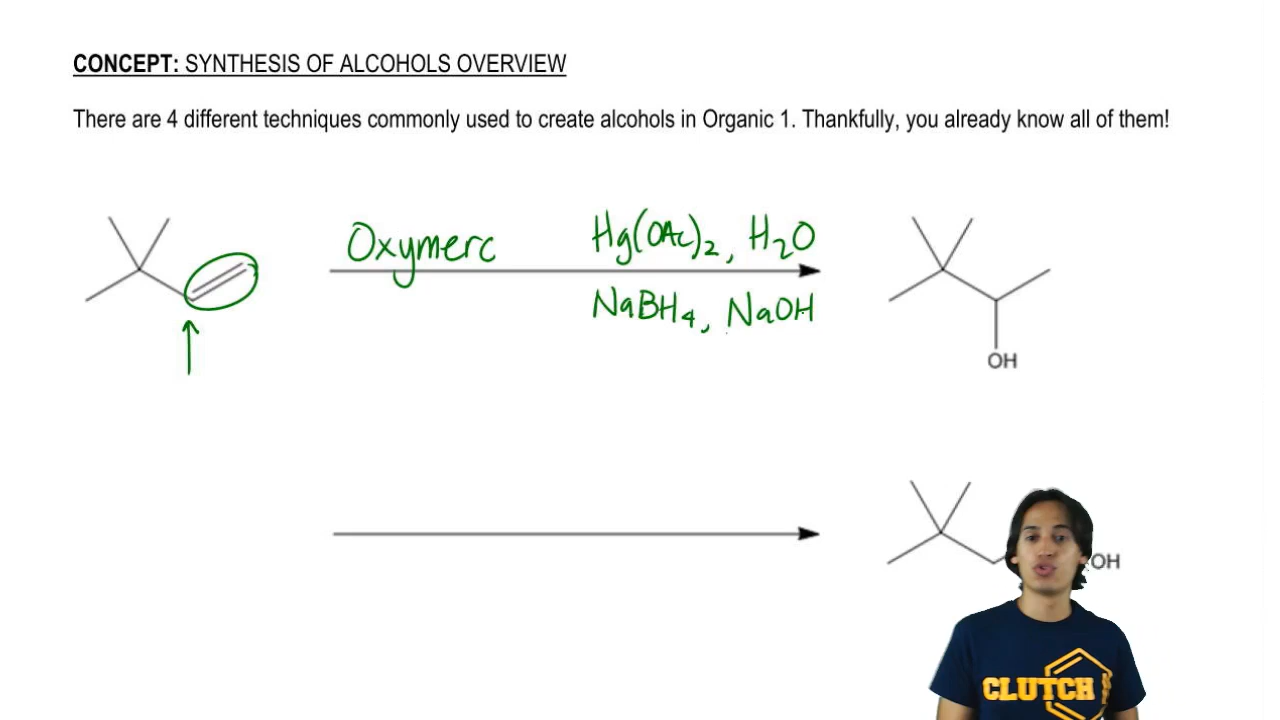 CONCEPT: SYNTHESIS OF ALCOHOLS OVERVIEW
There are 4 different techniques commonly used to create alcohols in Organic 1. Thankfully, you already know all of them!
Oxymerc Hg(OAc)2, H2O
NaBH4, NaOH
OH
OH
CLUTCH